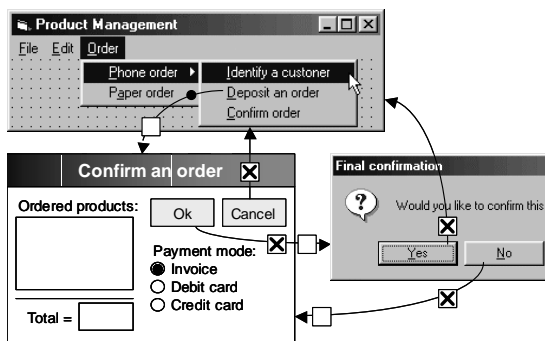 Product Management
File Edit Order
Phone order Identify a customer
Paper order Deposit an order
Confirm order
Confirm an order
Ordered products:
Ok Cancel
Payment mode:
Invoice
Debit card
Credit card
Total =
Final confirmation
Would you like to confirm this
Yes No